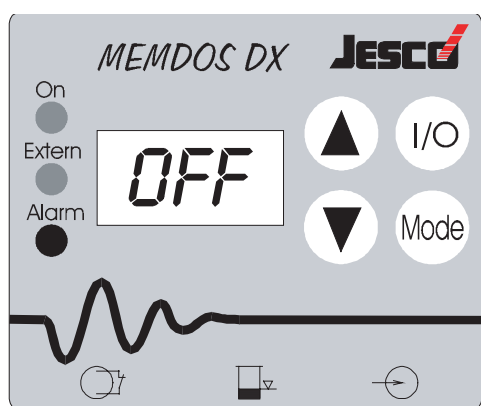 MEMDOS DX
JESCO
On
Extern
Alarm
OFF
I/O
Mode